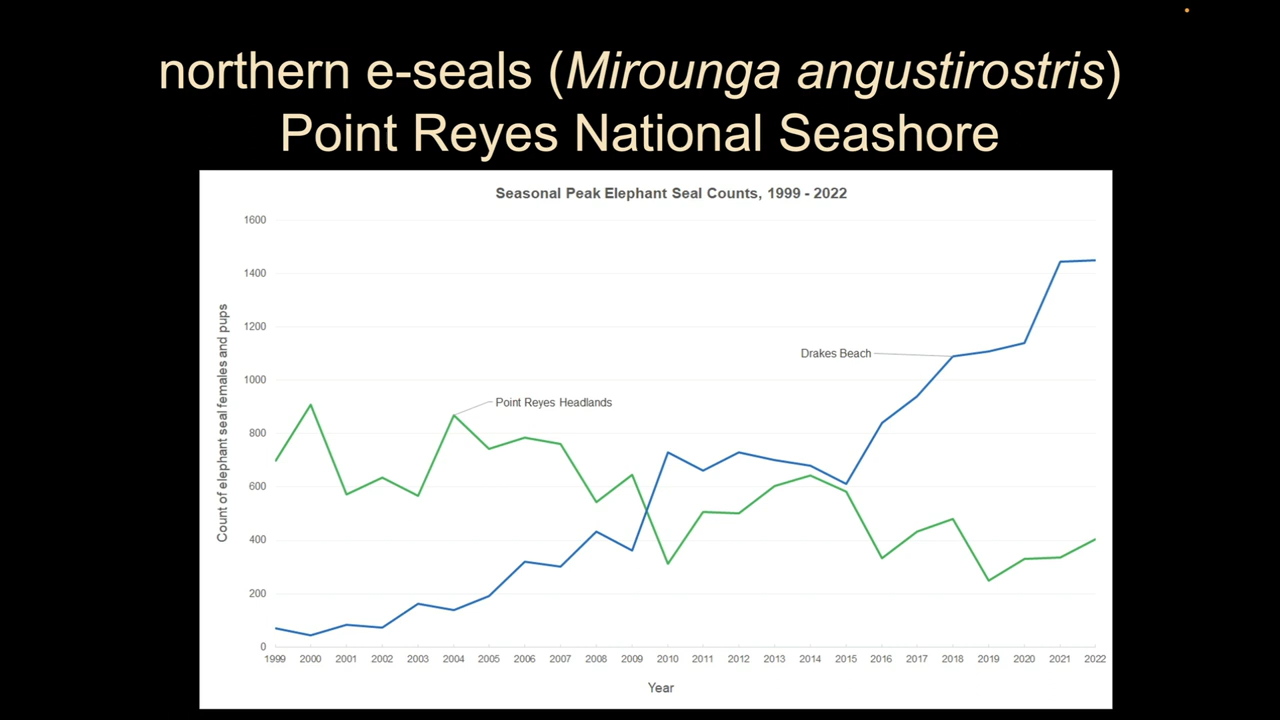 northern e-seals (Mirounga angustirostris)
Point Reyes National Seashore
Seasonal Peak Elephant Seal Counts, 1999 - 2022
Count of elephant seal females and pups
1600
1400
1200
1000
800
600
400
200
0
Drakes Beach
Point Reyes Headlands
1999 2000 2001 2002 2003 2004 2005 2006 2007 2008 2009 2010 2011 2012 2013 2014 2015 2016 2017 2018 2019 2020 2021 2022
Year